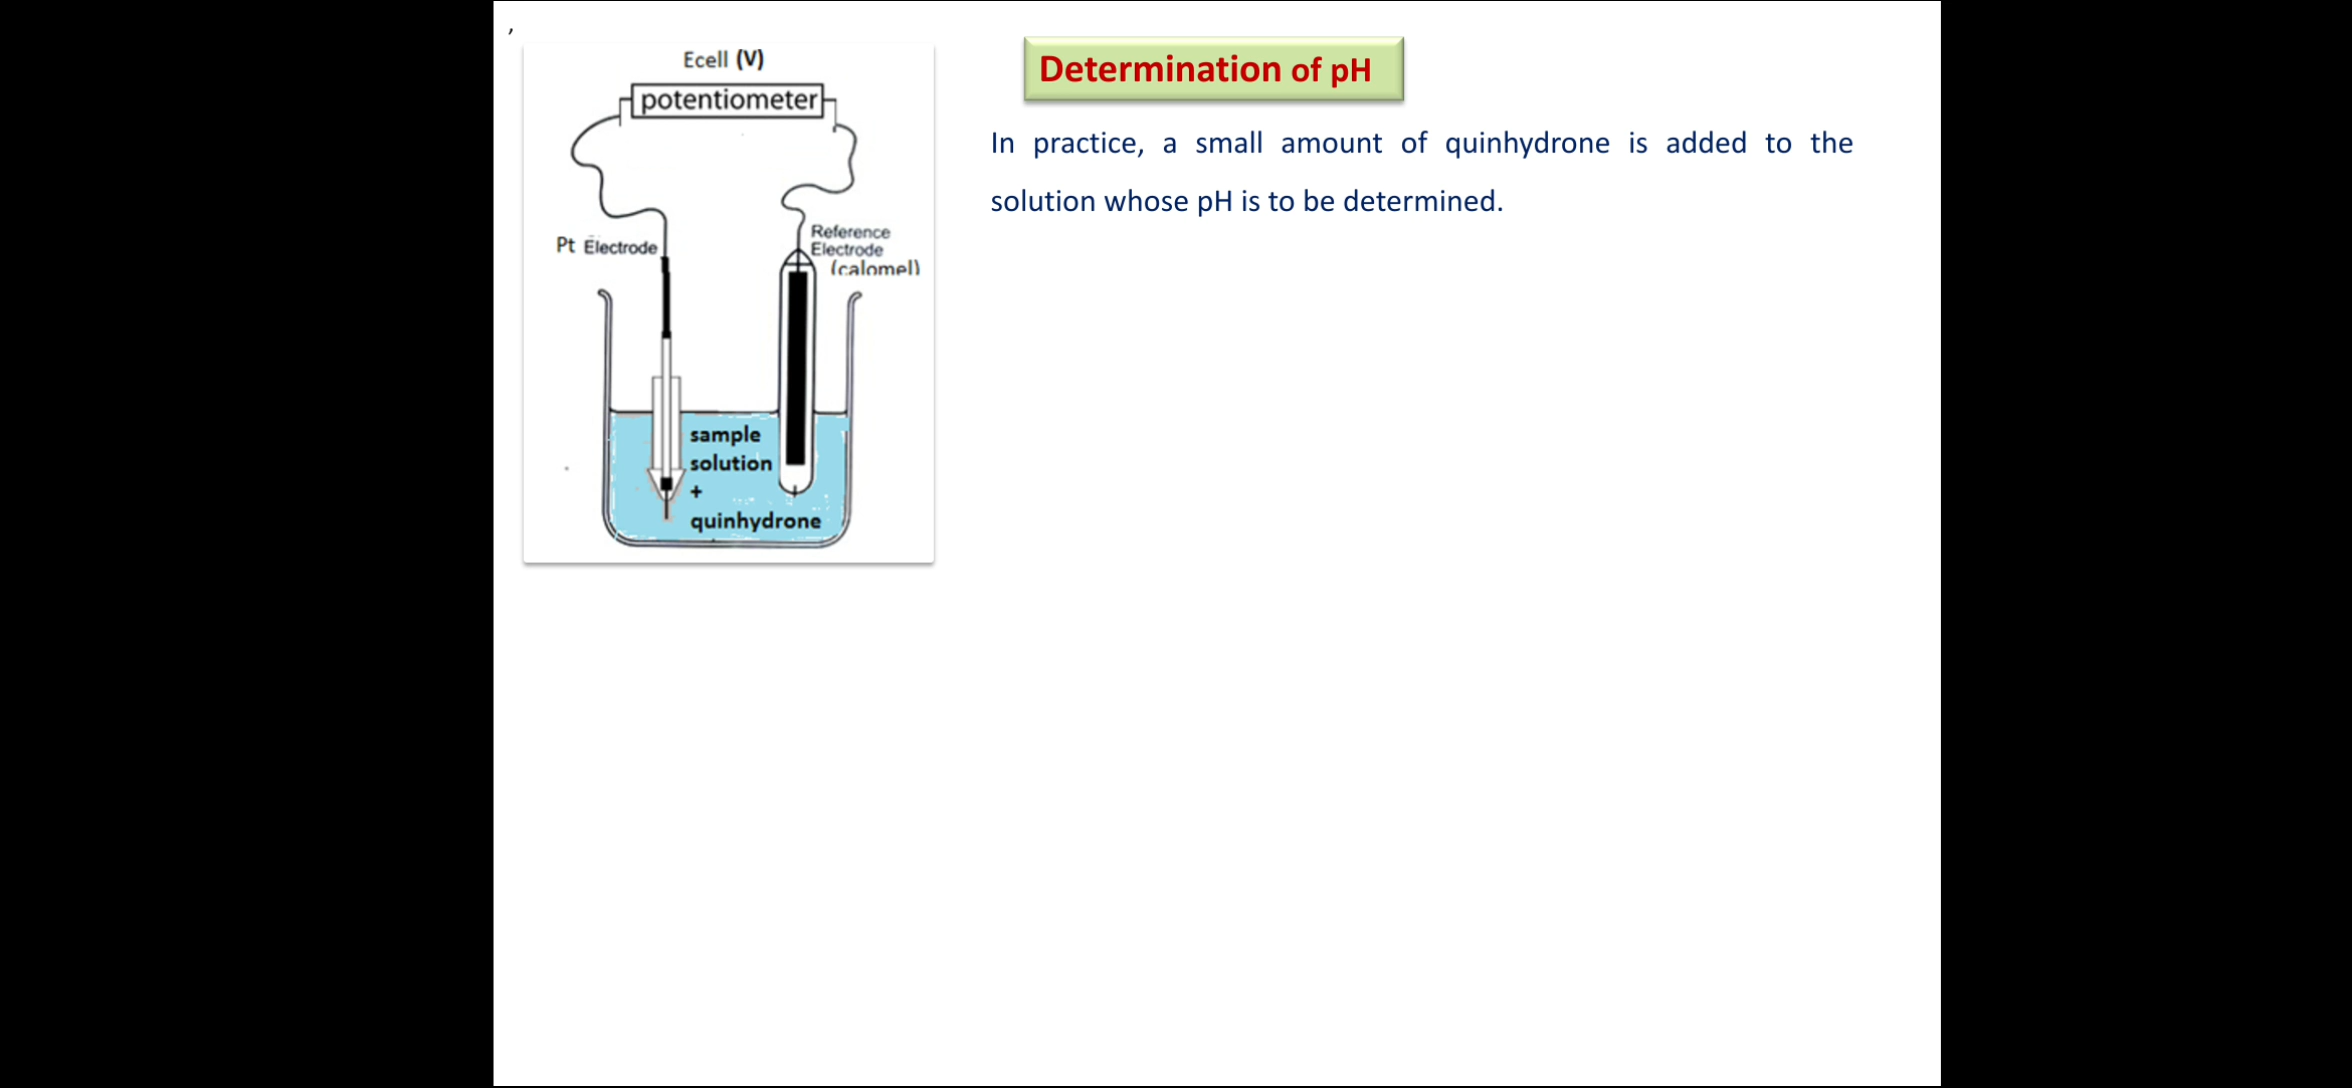 ,
Ecell (V)
potentiometer
Pt Electrode
Reference
Electrode
(calomel)
sample
solution
+
quinhydrone
Determination of pH
In practice, a small amount of quinhydrone is added to the
solution whose pH is to be determined.